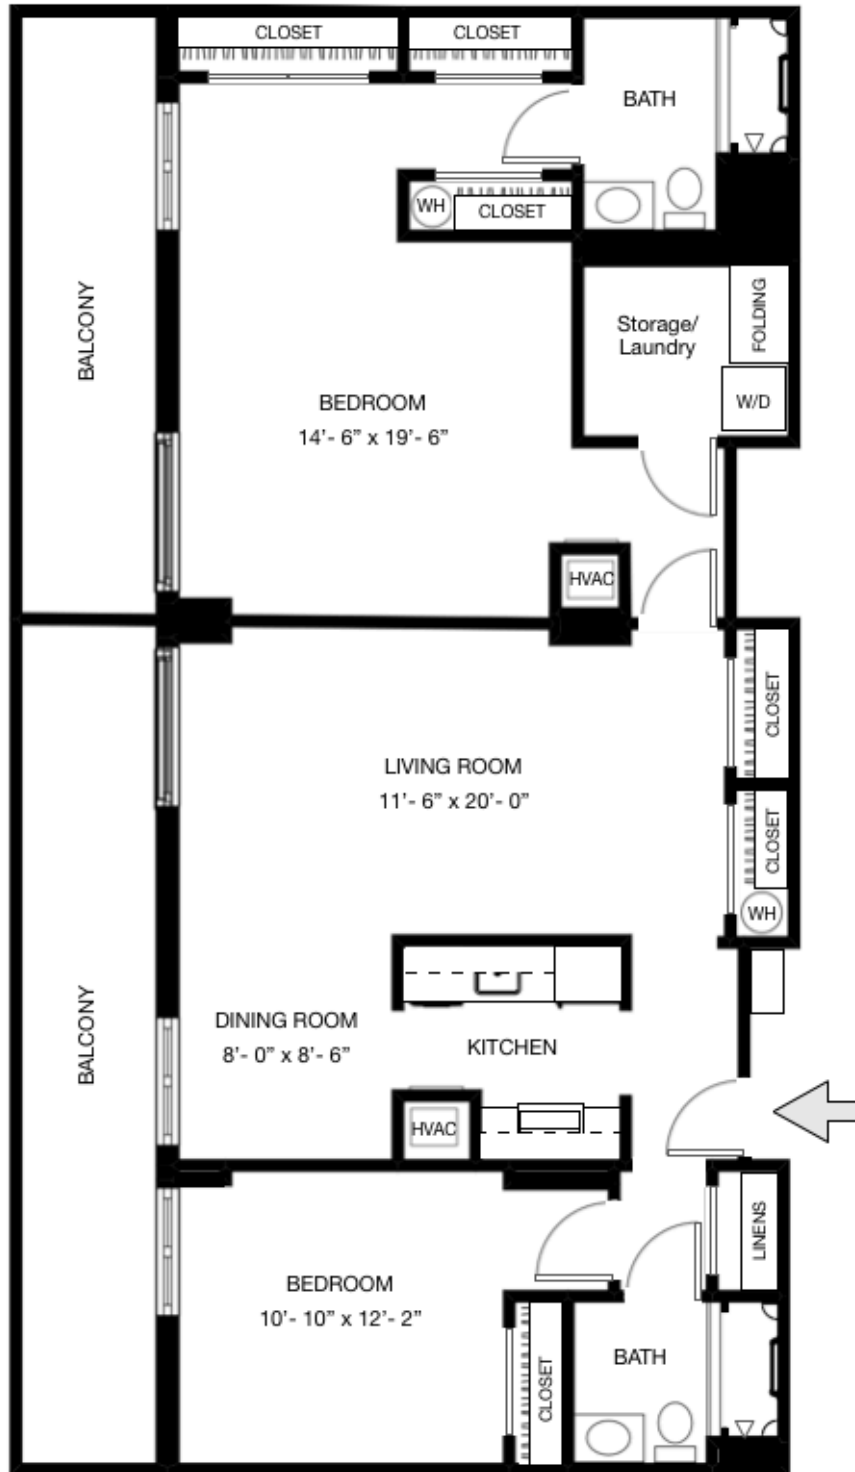 CLOSET
CLOSET
BATH
WH
CLOSET
BALCONY
Storage/
Laundry
FOLDING
W/D
BEDROOM
14'- 6” x 19'- 6”
HVAC
CLOSET
LIVING ROOM
11'- 6” x 20'- 0”
CLOSET
WH
DINING ROOM
8'- 0” x 8'- 6”
KITCHEN
BALCONY
HVAC
LINENS
BEDROOM
10'- 10” x 12'- 2”
CLOSET
BATH